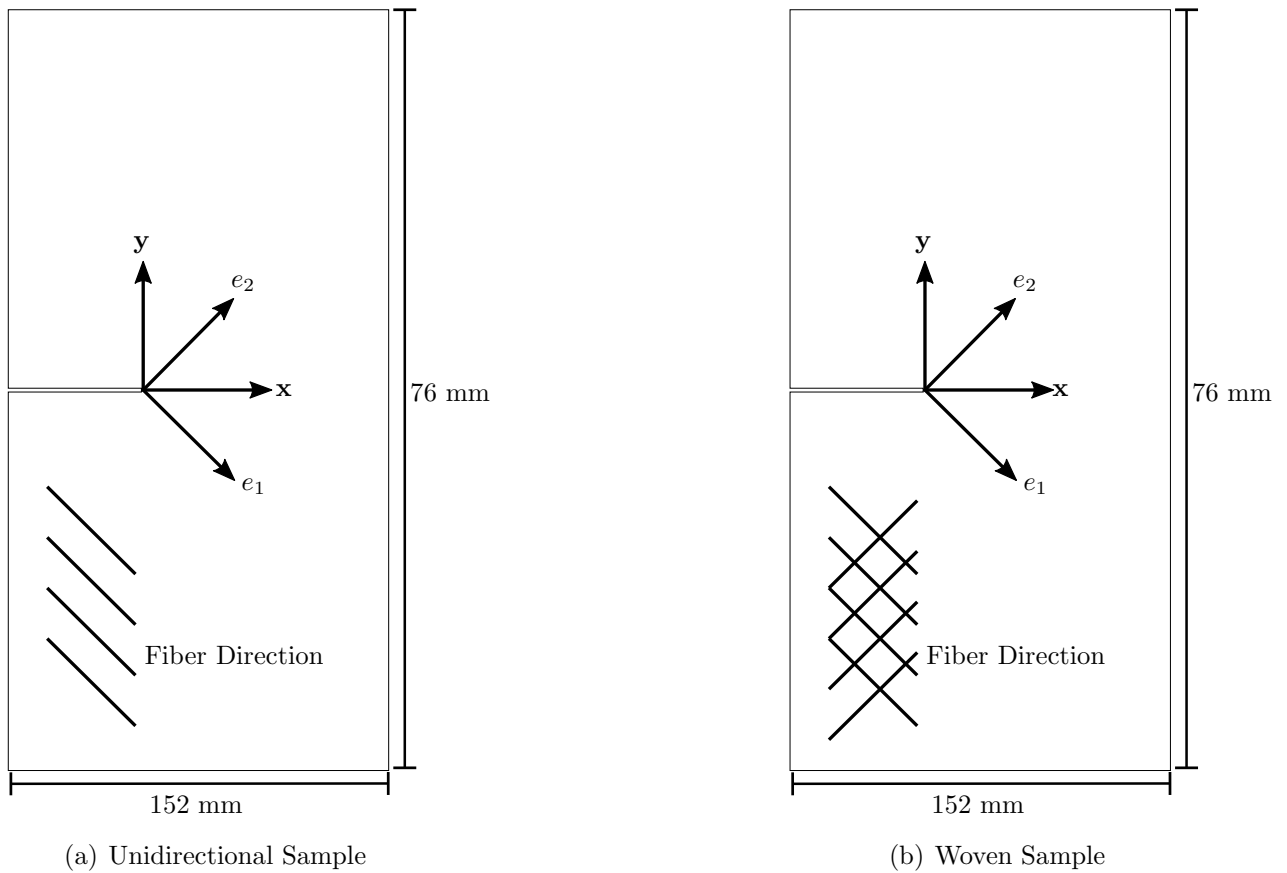 y
e2
x
76 mm
e1
Fiber Direction
152 mm
(a) Unidirectional Sample
y
e2
x
76 mm
e1
Fiber Direction
152 mm
(b) Woven Sample